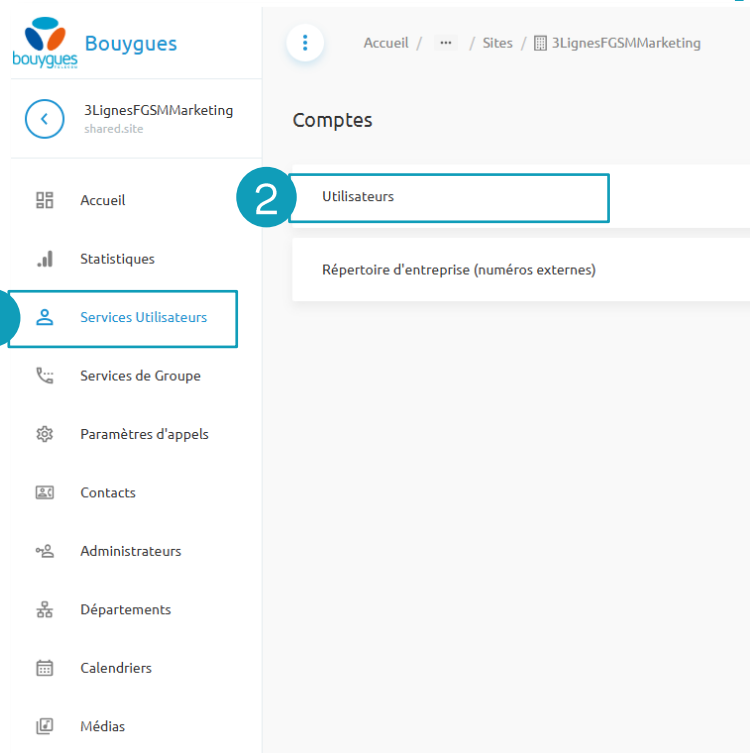 bouygues
Bouygues
Accueil / ... / Sites / 3LignesFGSMMarketing
3LignesFGSMMarketing
shared.site
Comptes
Accueil
2
Utilisateurs
Statistiques
Répertoire d'entreprise (numéros externes)
Services Utilisateurs
Services de Groupe
Paramètres d'appels
Contacts
Administrateurs
Départements
Calendriers
Médias